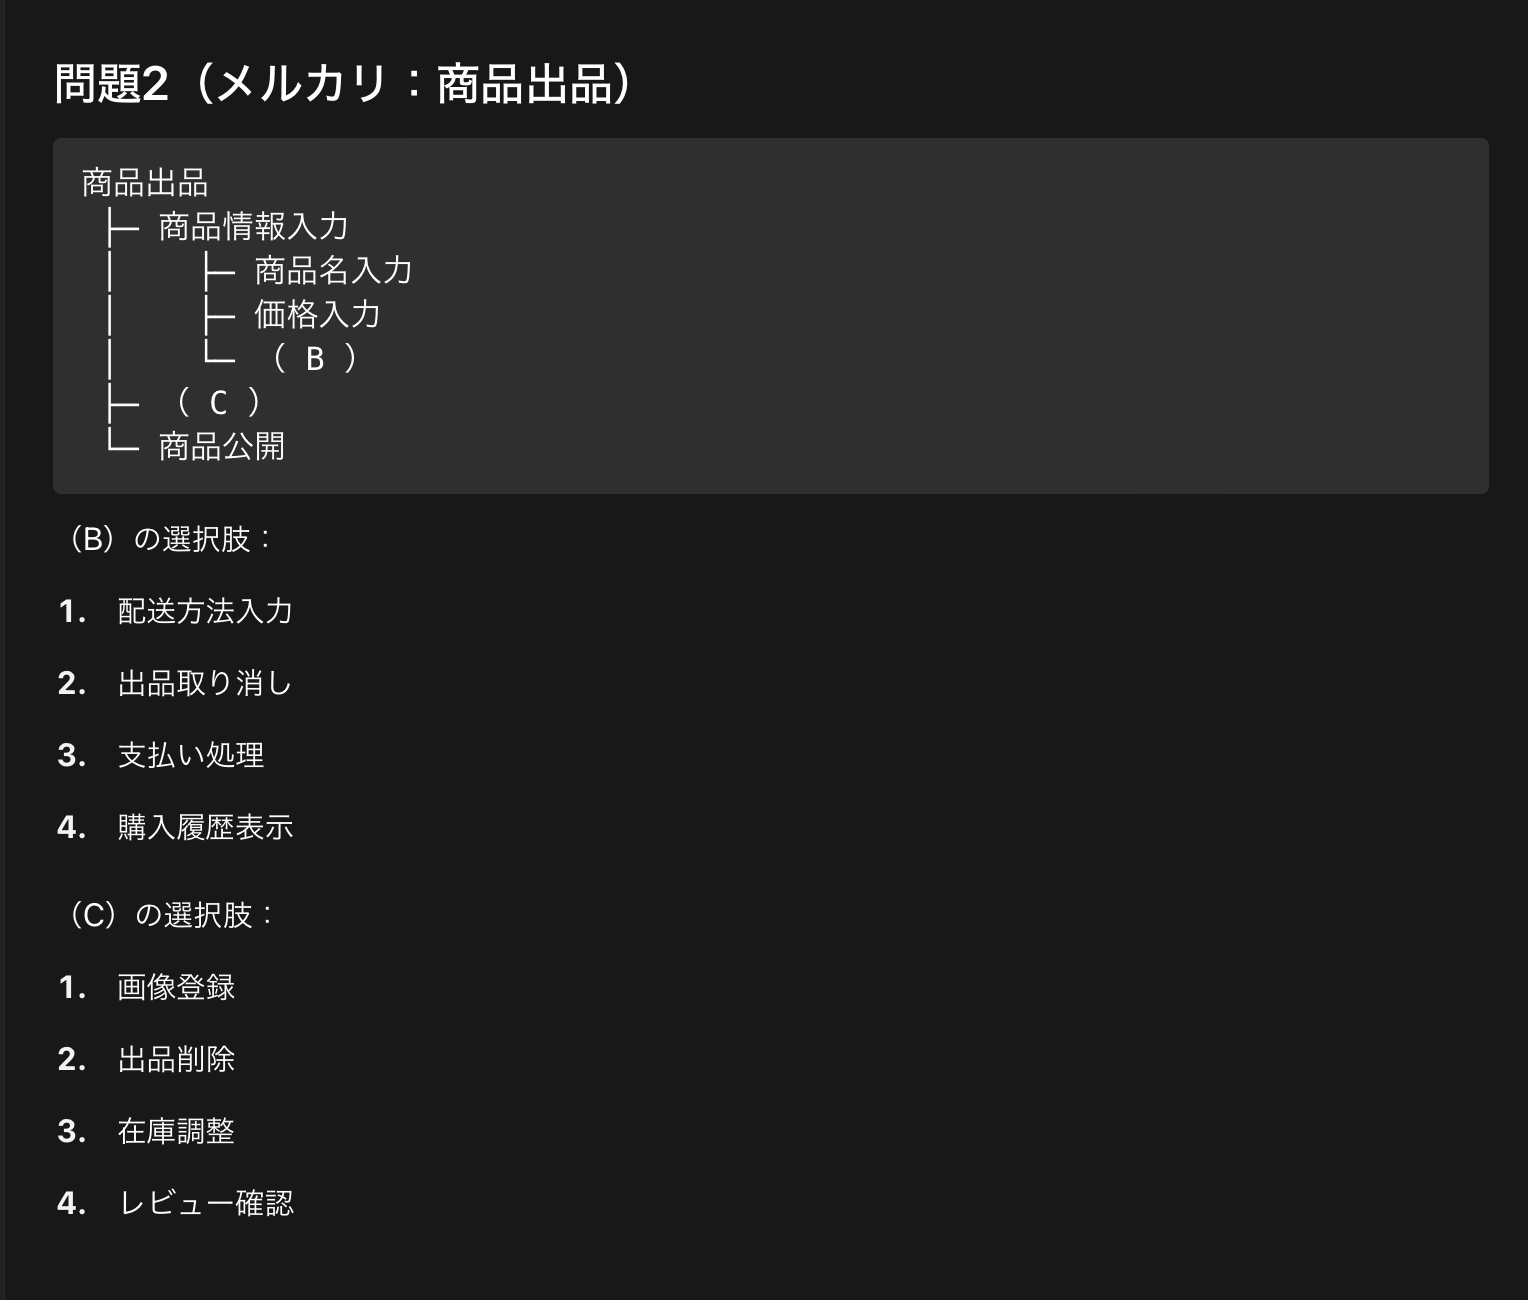 問題2（メルカリ：商品出品）
商品出品
├─ 商品情報入力
│   ├─ 商品名入力
│   ├─ 価格入力
│   └─ （ B ）
├─ （ C ）
└─ 商品公開
（B）の選択肢：
1. 配送方法入力
2. 出品取り消し
3. 支払い処理
4. 購入履歴表示
（C）の選択肢：
1. 画像登録
2. 出品削除
3. 在庫調整
4. レビュー確認